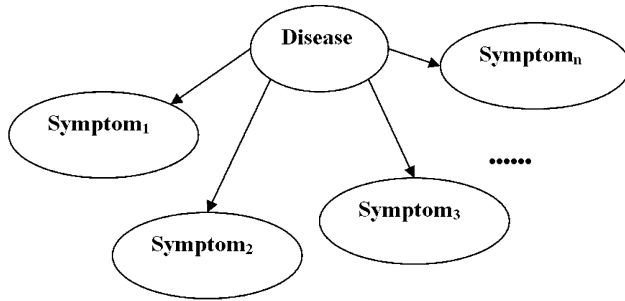 Disease
Symptomₙ
Symptom₁
......
Symptom₃
Symptom₂